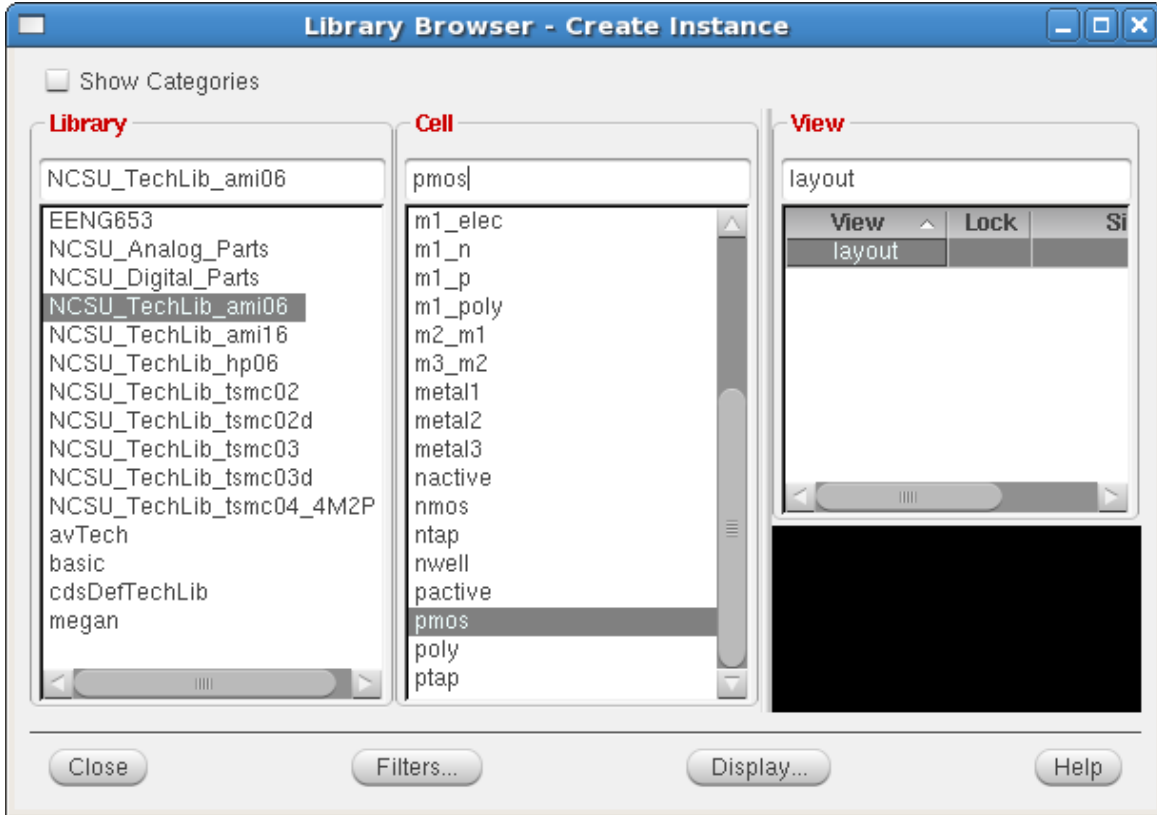 Library Browser - Create Instance
Show Categories
Library
NCSU_TechLib_ami06
EENG653
NCSU_Analog_Parts
NCSU_Digital_Parts
NCSU_TechLib_ami06
NCSU_TechLib_ami16
NCSU_TechLib_hp06
NCSU_TechLib_tsmc02
NCSU_TechLib_tsmc02d
NCSU_TechLib_tsmc03
NCSU_TechLib_tsmc03d
NCSU_TechLib_tsmc04_4M2P
avTech
basic
cdsDefTechLib
megan
Cell
pmos
m1_elec
m1_n
m1_p
m1_poly
m2_m1
m3_m2
metal1
metal2
metal3
nactive
nmos
ntap
nwell
pactive
pmos
poly
ptap
View
layout
View Lock Si
layout
Close Filters... Display... Help